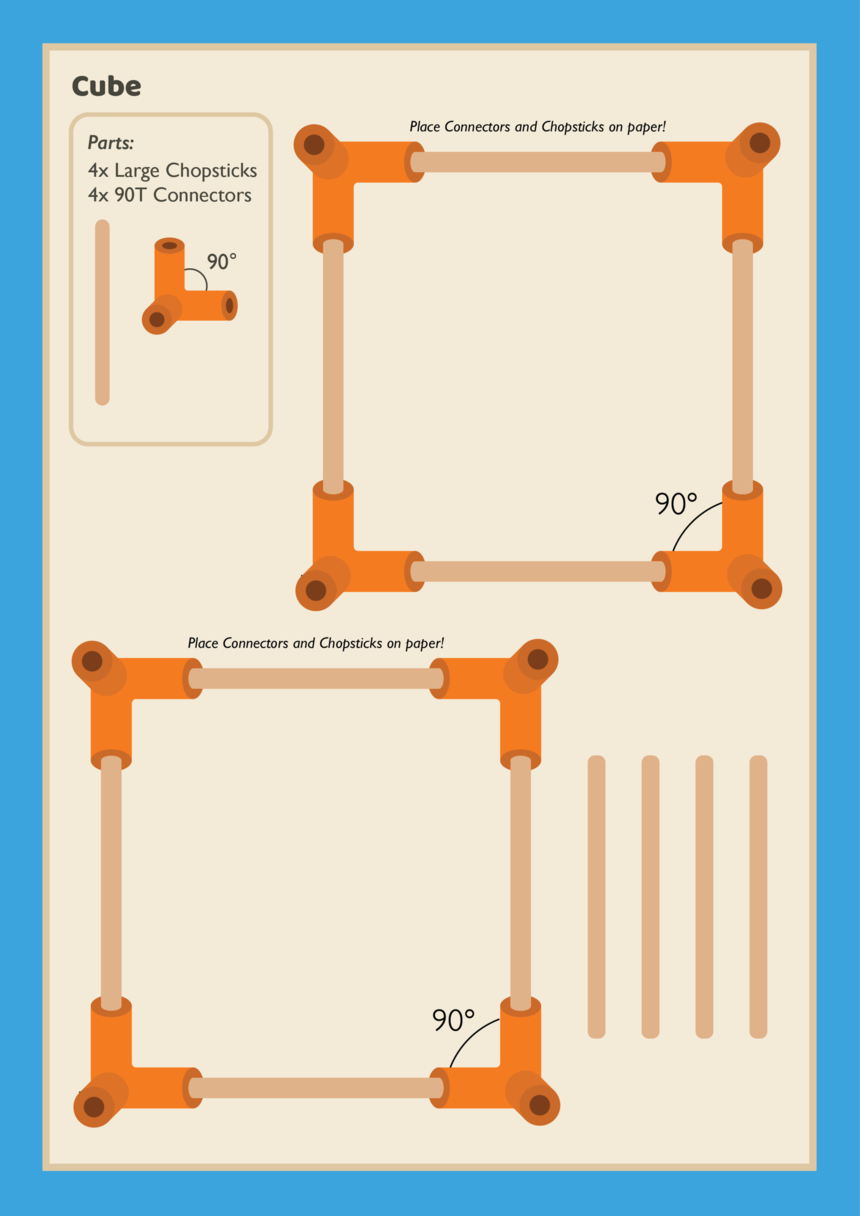 Cube
Parts:
4x Large Chopsticks
4x 90T Connectors
90°
Place Connectors and Chopsticks on paper!
90°
Place Connectors and Chopsticks on paper!
90°